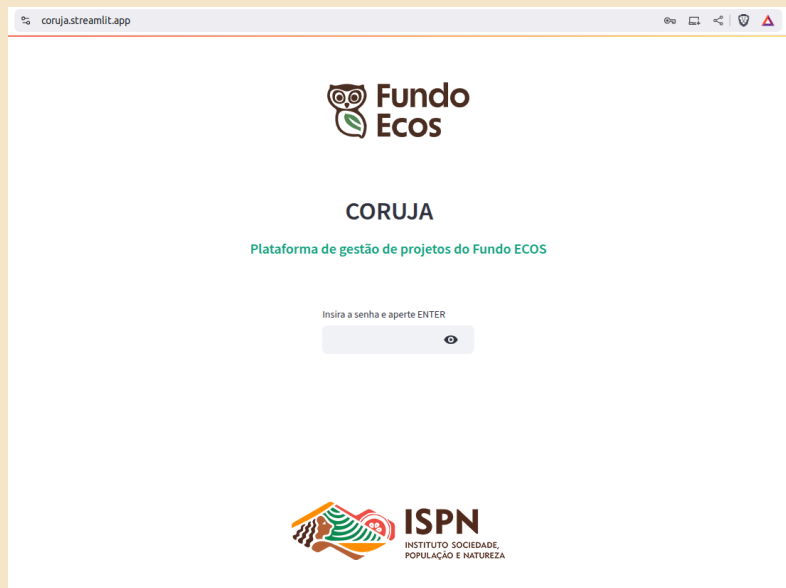 coruja.streamlit.app
Fundo
Ecos
CORUJA
Plataforma de gestão de projetos do Fundo ECOS
Insira a senha e aperte ENTER
ISPN
INSTITUTO SOCIEDADE,
POPULAÇÃO E NATUREZA